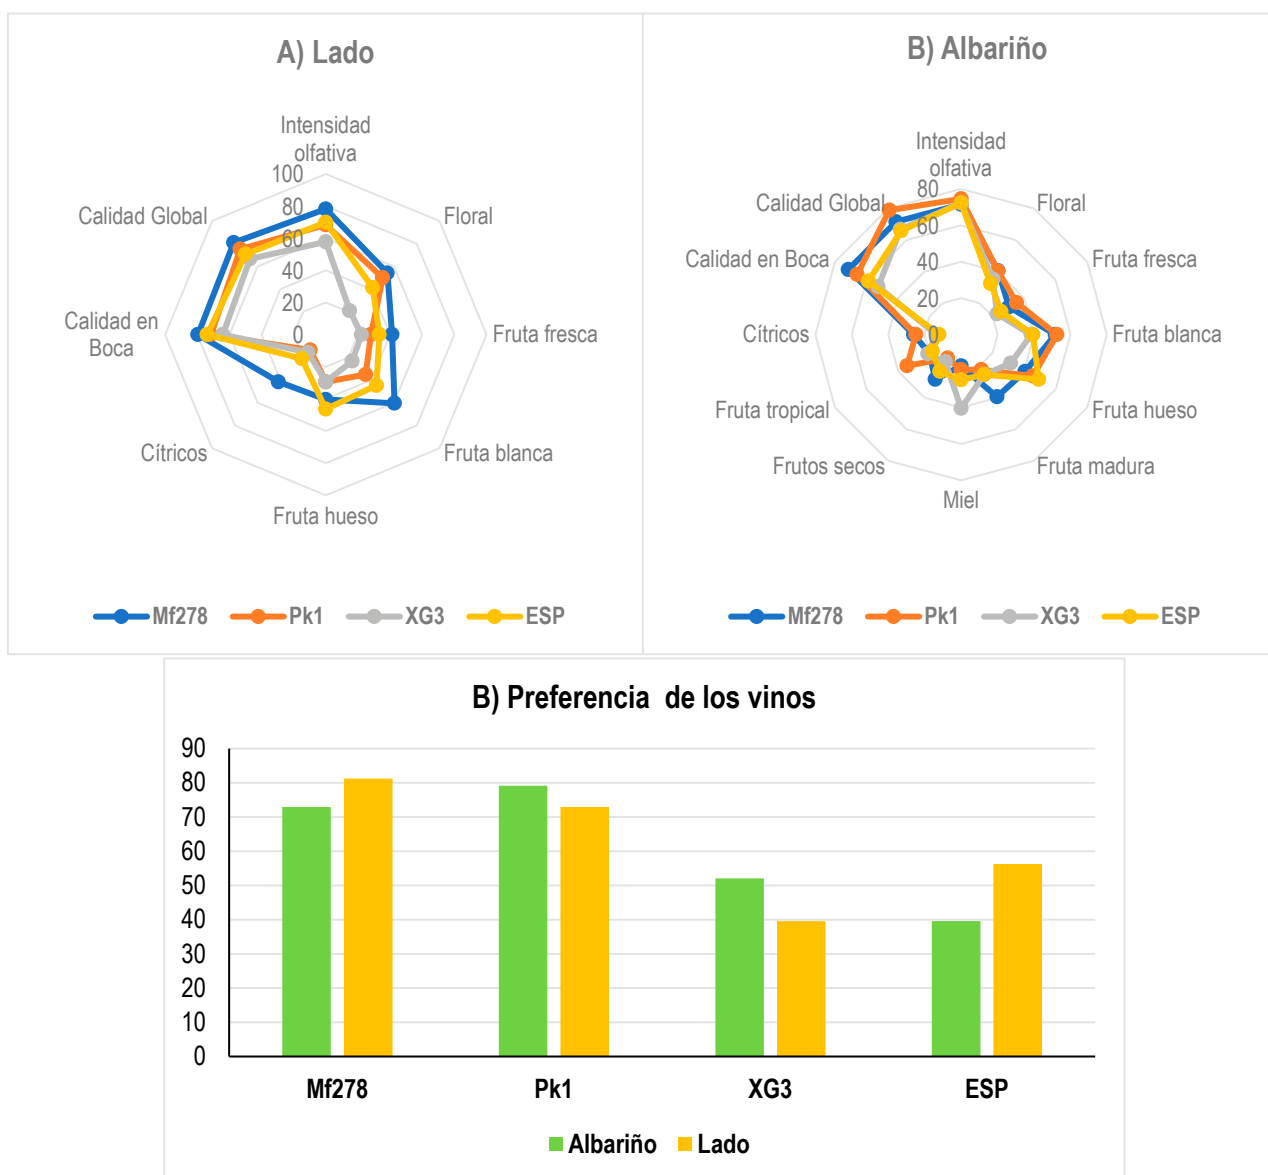 A) Lado
Intensidad
olfativa
Floral
Fruta fresca
Fruta blanca
Fruta hueso
Cítricos
Calidad en
Boca
Calidad Global
100
80
60
40
20
0
Mf278 Pk1 XG3 ESP
B) Albariño
Intensidad
olfativa
Floral
Fruta fresca
Fruta blanca
Fruta hueso
Fruta madura
Miel
Frutos secos
Fruta tropical
Cítricos
Calidad en Boca
Calidad Global
80
60
40
20
0
Mf278 Pk1 XG3 ESP
B) Preferencia de los vinos
90
80
70
60
50
40
30
20
10
0
Mf278 Pk1 XG3 ESP
Albariño Lado